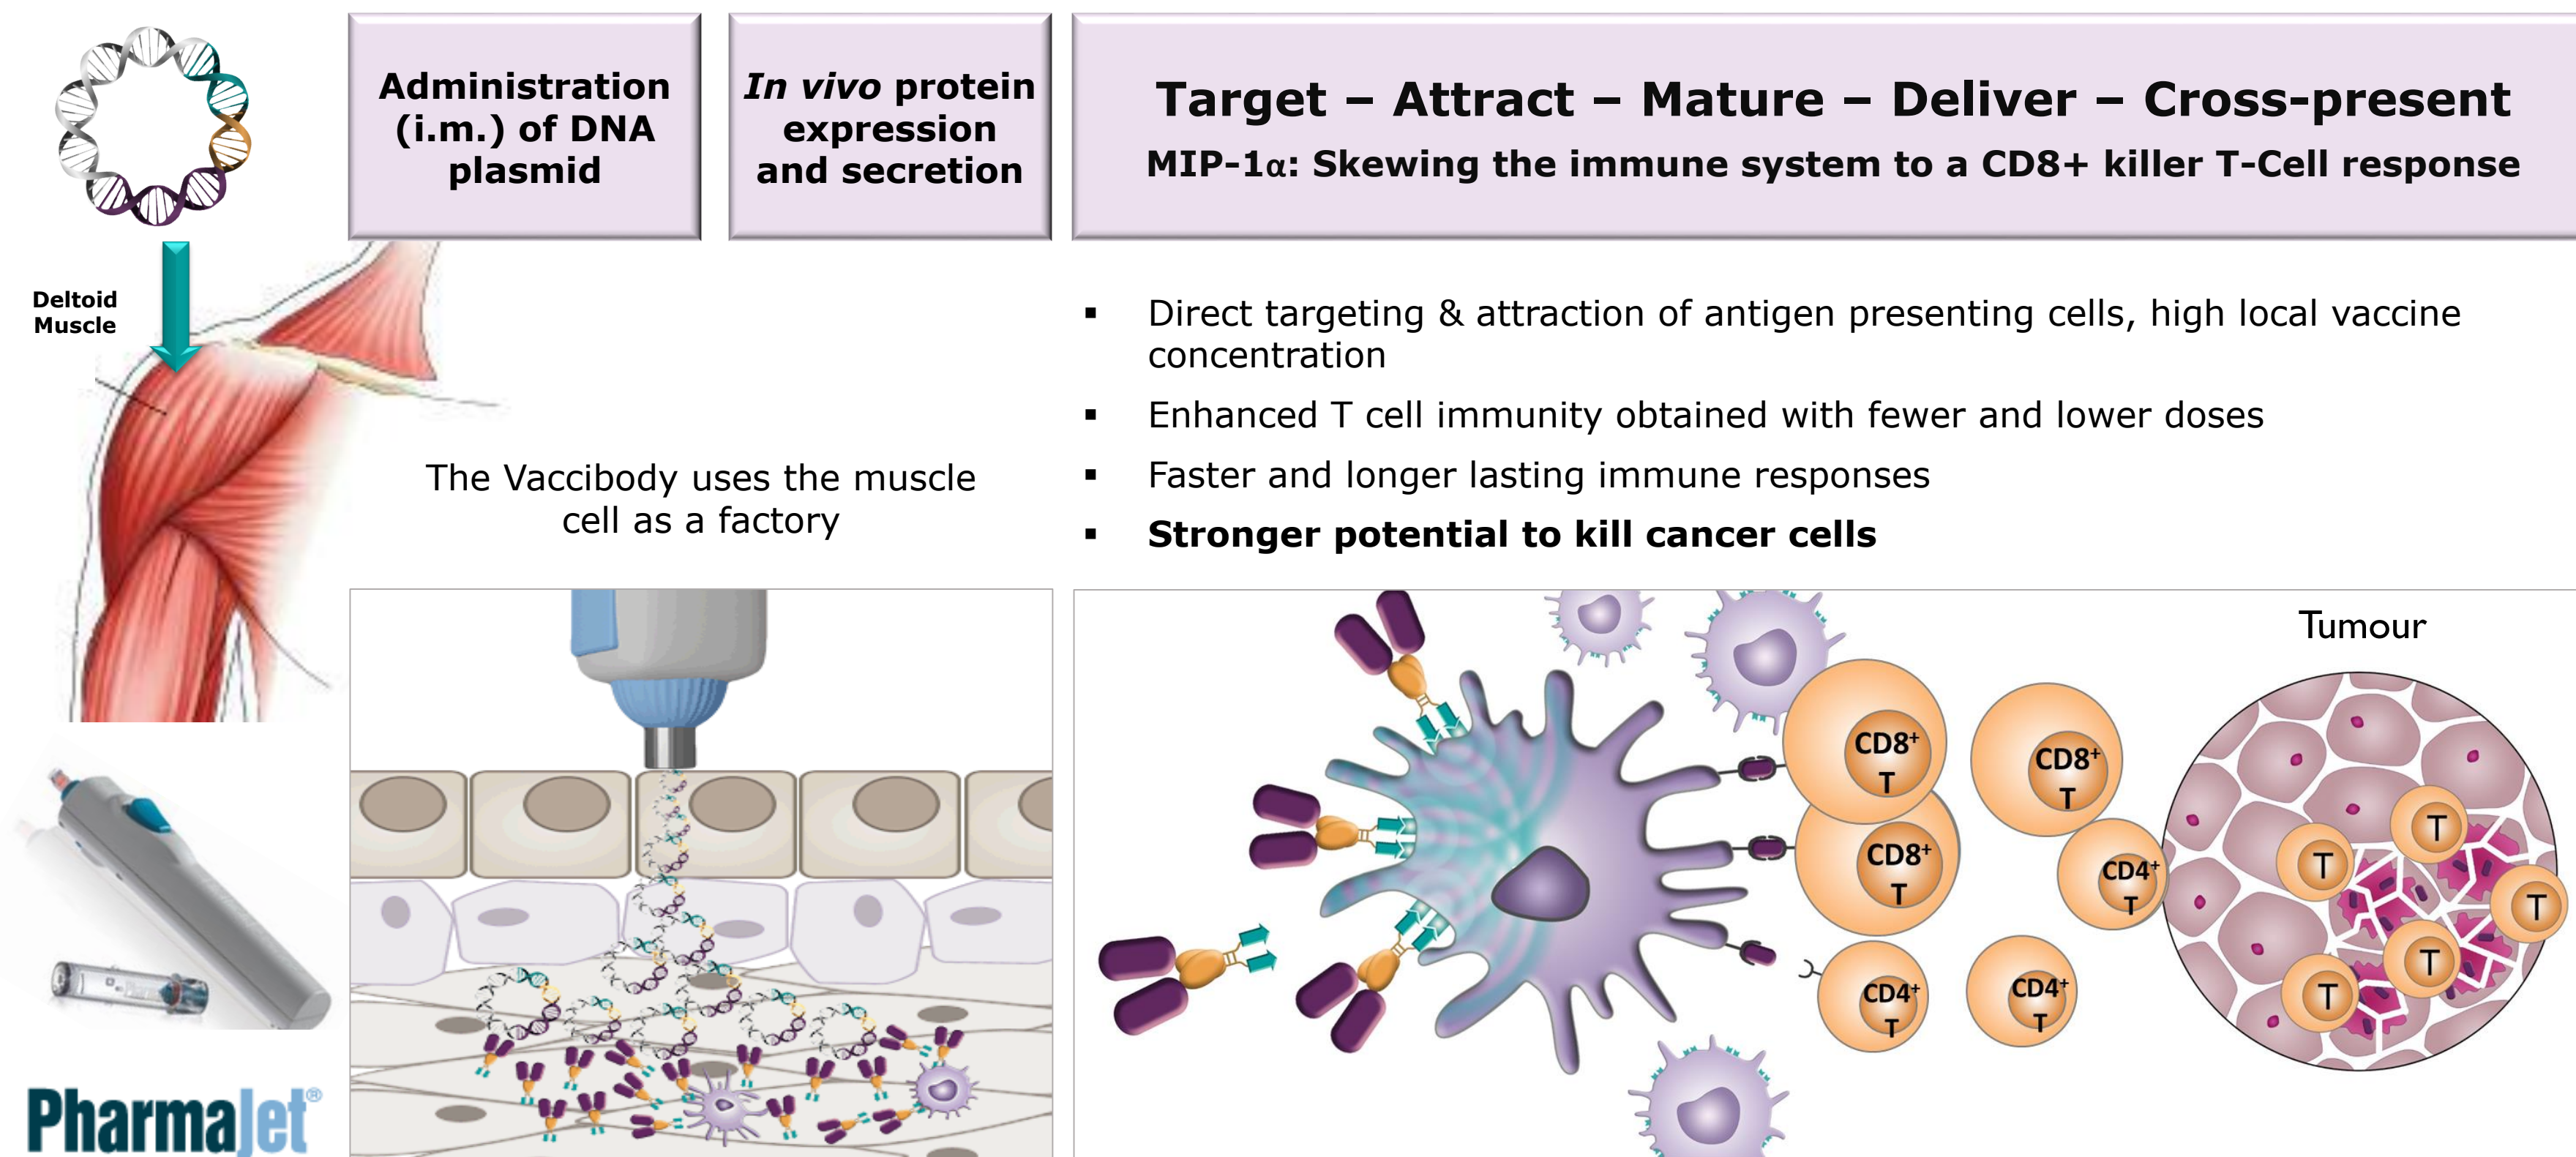 Administration
(i.m.) of DNA
plasmid
In vivo protein
expression
and secretion
Target – Attract – Mature – Deliver – Cross-present
MIP-1α: Skewing the immune system to a CD8+ killer T-Cell response
Deltoid
Muscle
The Vaccibody uses the muscle
cell as a factory
▪ Direct targeting & attraction of antigen presenting cells, high local vaccine
concentration
▪ Enhanced T cell immunity obtained with fewer and lower doses
▪ Faster and longer lasting immune responses
▪ Stronger potential to kill cancer cells
Tumour
CD8+
T
CD8+
T
CD8+
T
CD4+
T
CD4+
T
CD4+
T
T
T
T
T
T
PharmaJet®